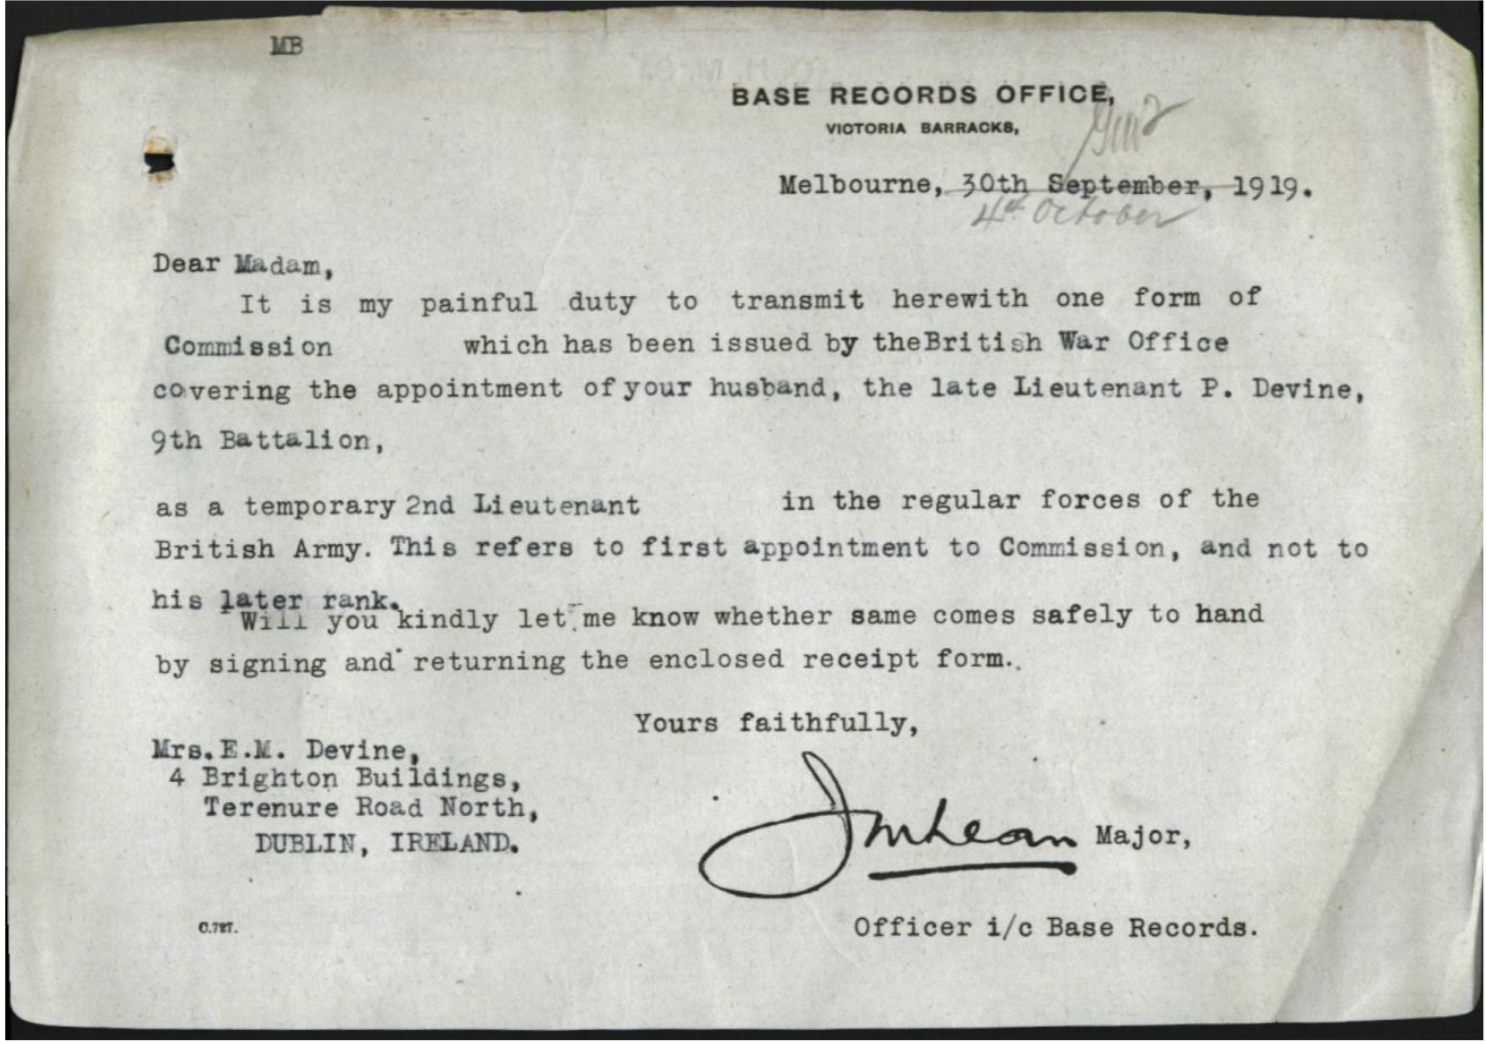 MB
BASE RECORDS OFFICE,
VICTORIA BARRACKS,
Melbourne, 30th September, 1919.
4th October
Dear Madam,
It is my painful duty to transmit herewith one form of
Commission which has been issued by theBritish War Office
covering the appointment of your husband, the late Lieutenant P. Devine,
9th Battalion,
as a temporary 2nd Lieutenant in the regular forces of the
British Army. This refers to first appointment to Commission, and not to
his later rank.
Will you kindly let me know whether same comes safely to hand
by signing and returning the enclosed receipt form.
Yours faithfully,
Mrs.E.M. Devine,
4 Brighton Buildings,
Terenure Road North,
DUBLIN, IRELAND.
Major,
Officer i/c Base Records.
C.727.